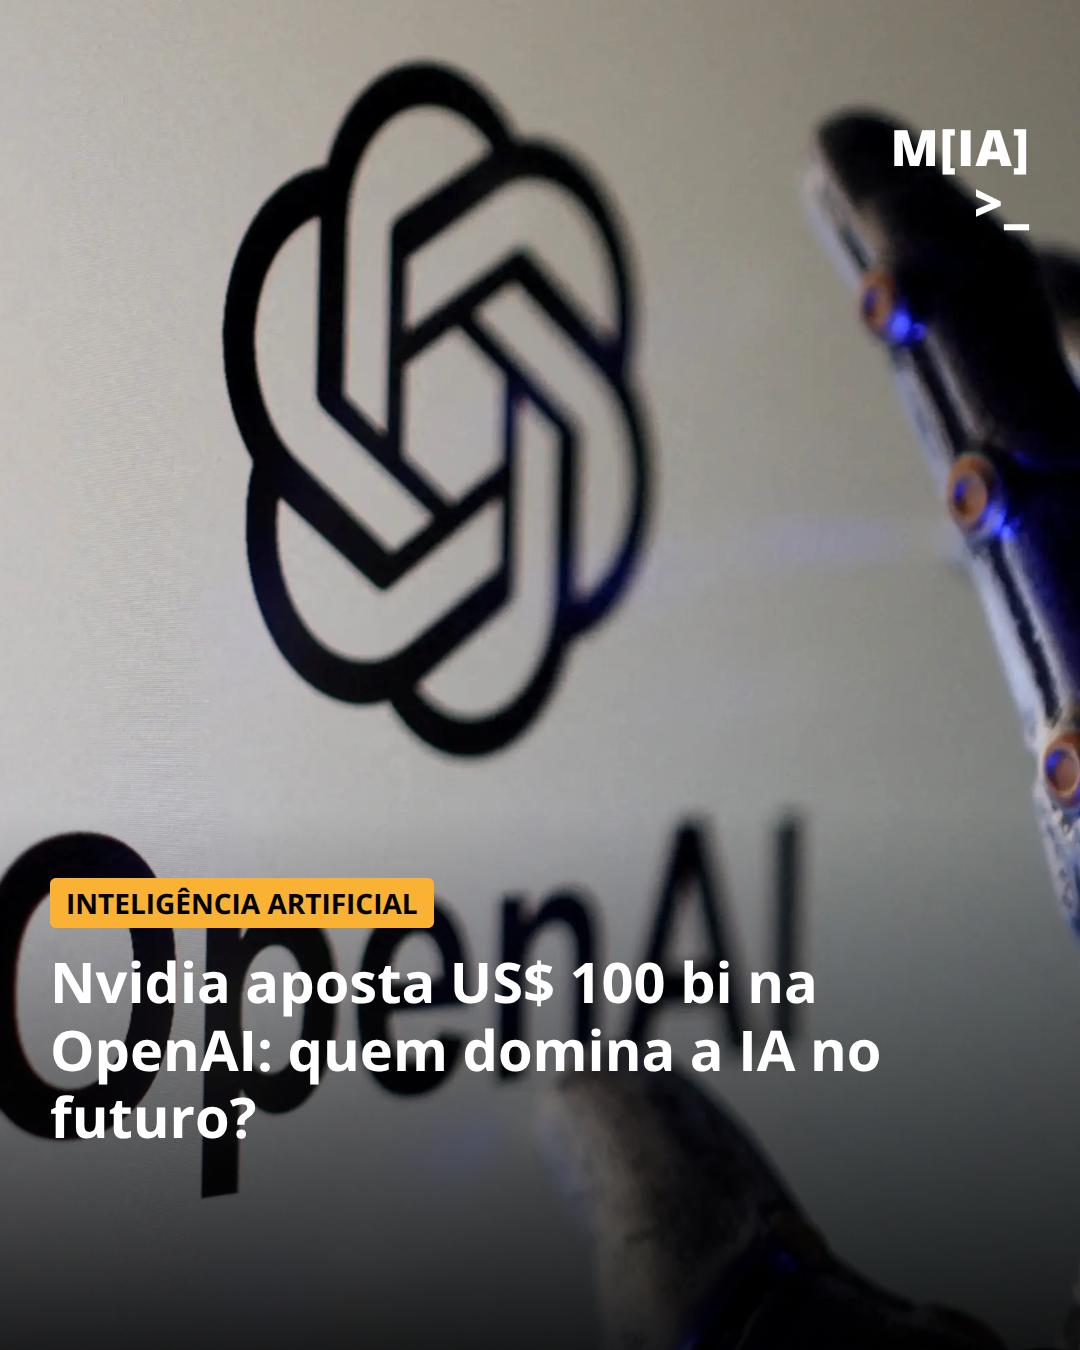 M[IA]
>_
OpenAI
INTELIGÊNCIA ARTIFICIAL
Nvidia aposta US$ 100 bi na
OpenAI: quem domina a IA no
futuro?